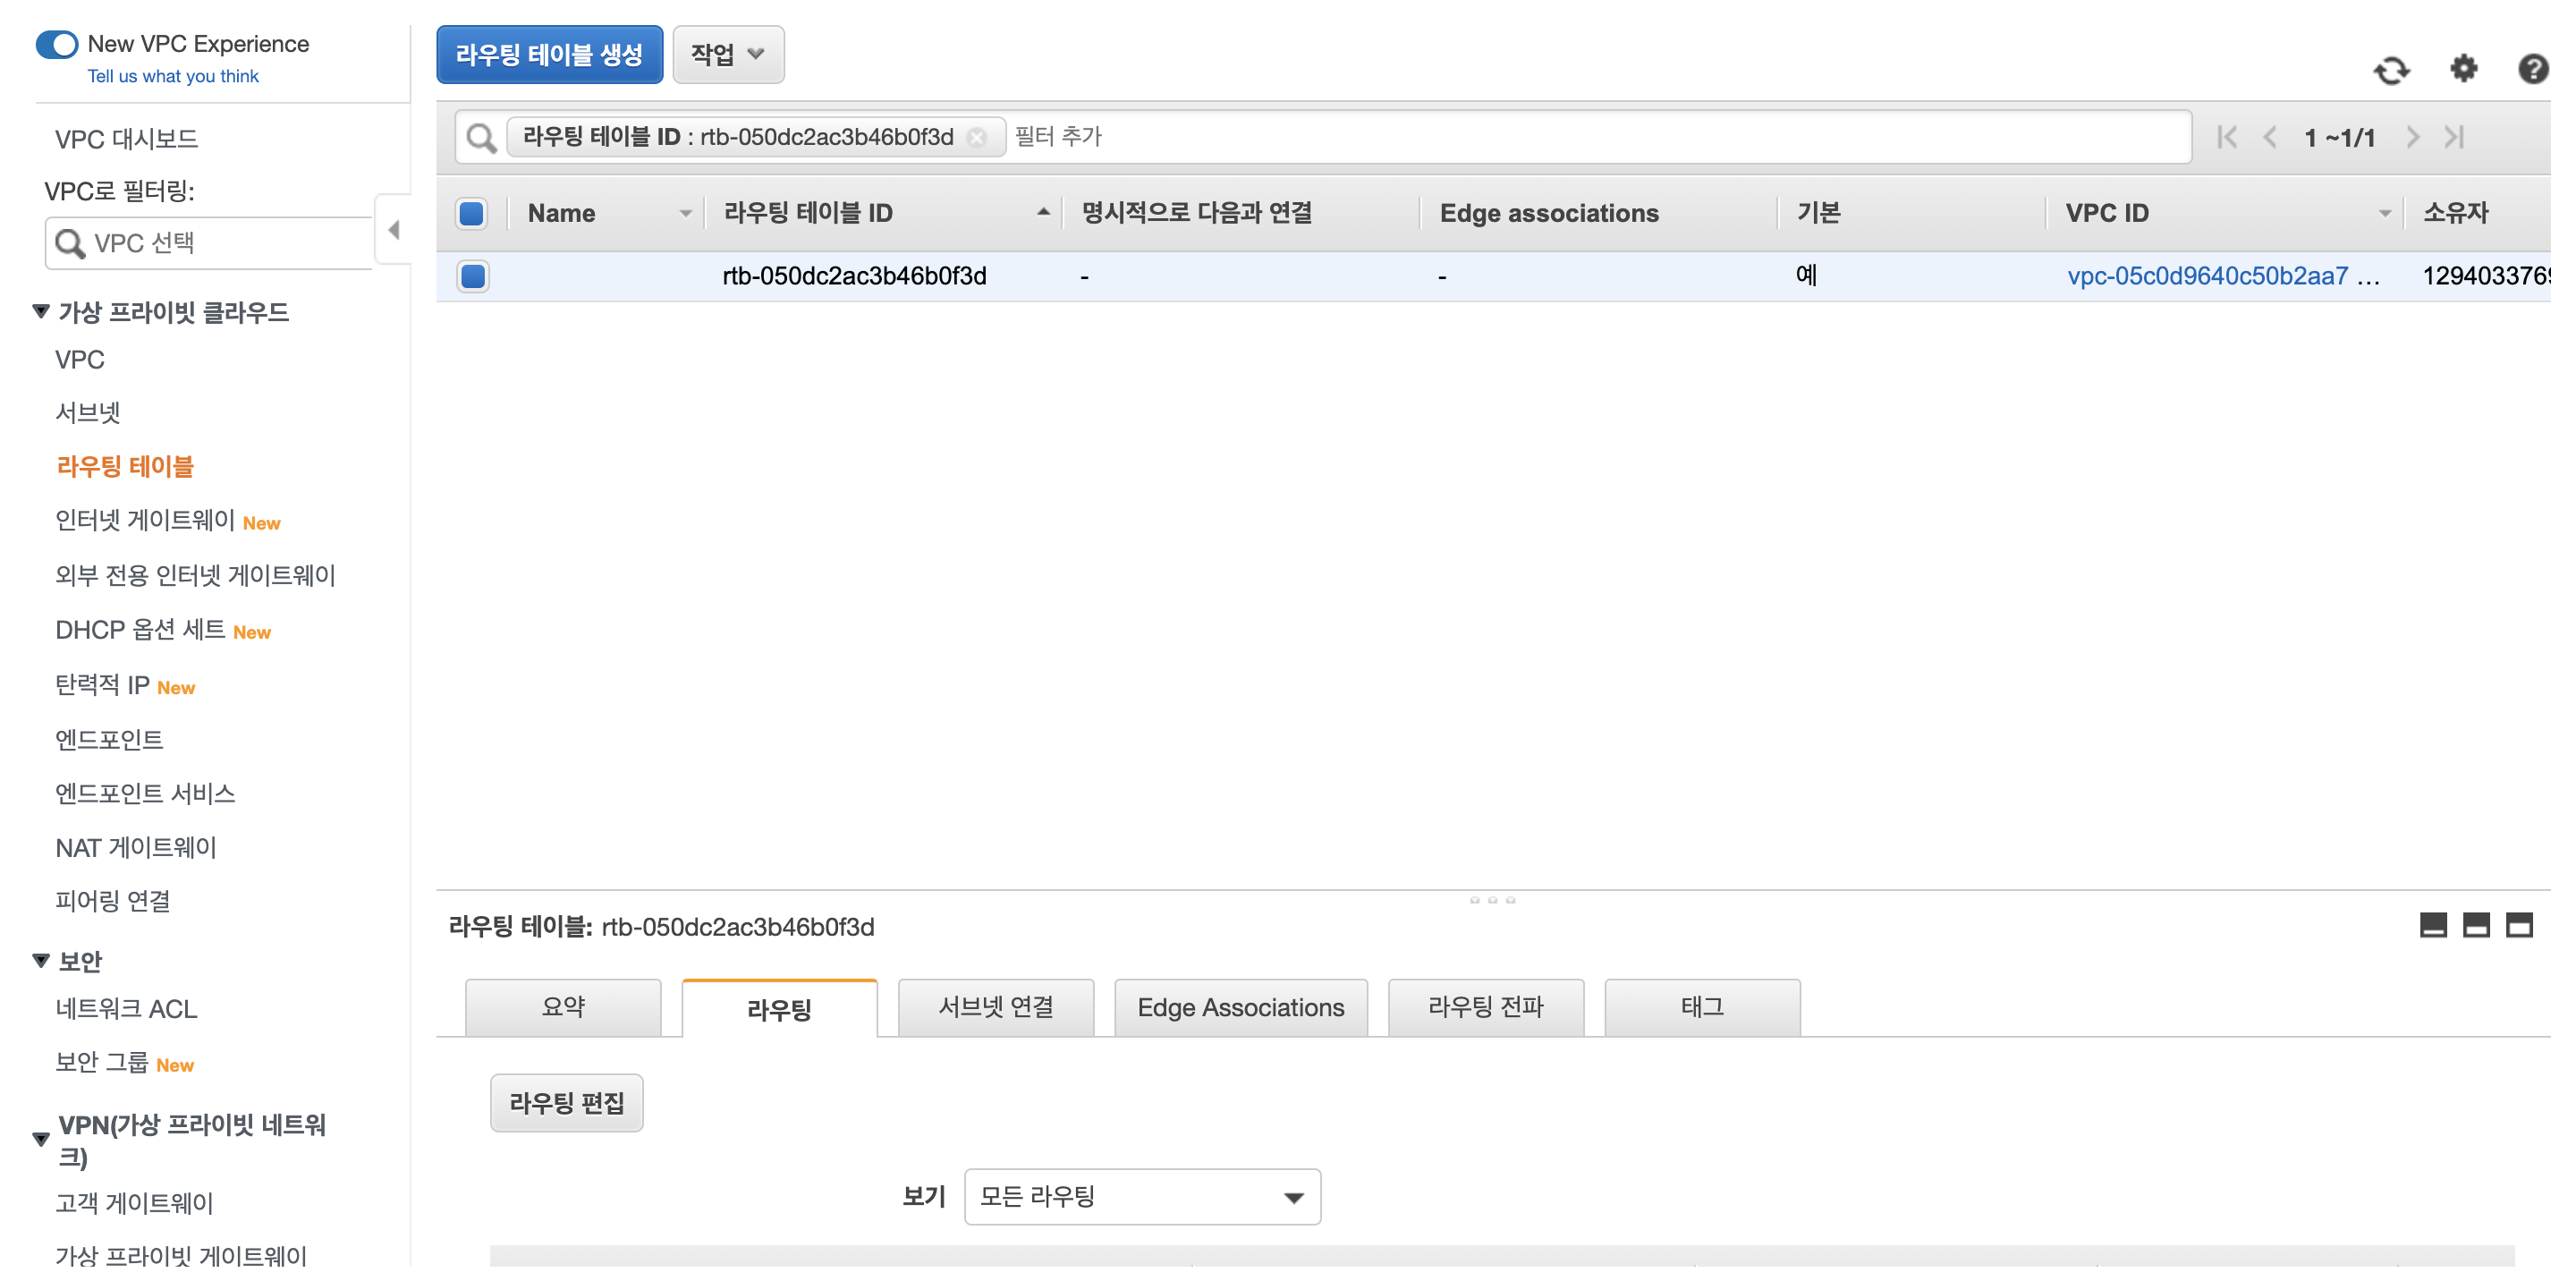 New VPC Experience
Tell us what you think
VPC 대시보드
VPC로 필터링:
VPC 선택
가상 프라이빗 클라우드
VPC
서브넷
라우팅 테이블
인터넷 게이트웨이 New
외부 전용 인터넷 게이트웨이
DHCP 옵션 세트 New
탄력적 IP New
엔드포인트
엔드포인트 서비스
NAT 게이트웨이
피어링 연결
보안
네트워크 ACL
보안 그룹 New
VPN(가상 프라이빗 네트워
크)
고객 게이트웨이
가상 프라이빗 게이트웨이
라우팅 테이블 생성 작업
라우팅 테이블 ID : rtb-050dc2ac3b46b0f3d 필터 추가 1 ~1/1
Name 라우팅 테이블 ID 명시적으로 다음과 연결 Edge associations 기본 VPC ID 소유자
rtb-050dc2ac3b46b0f3d - - 예 vpc-05c0d9640c50b2aa7 ... 129403376
라우팅 테이블: rtb-050dc2ac3b46b0f3d
요약 라우팅 서브넷 연결 Edge Associations 라우팅 전파 태그
라우팅 편집
보기 모든 라우팅